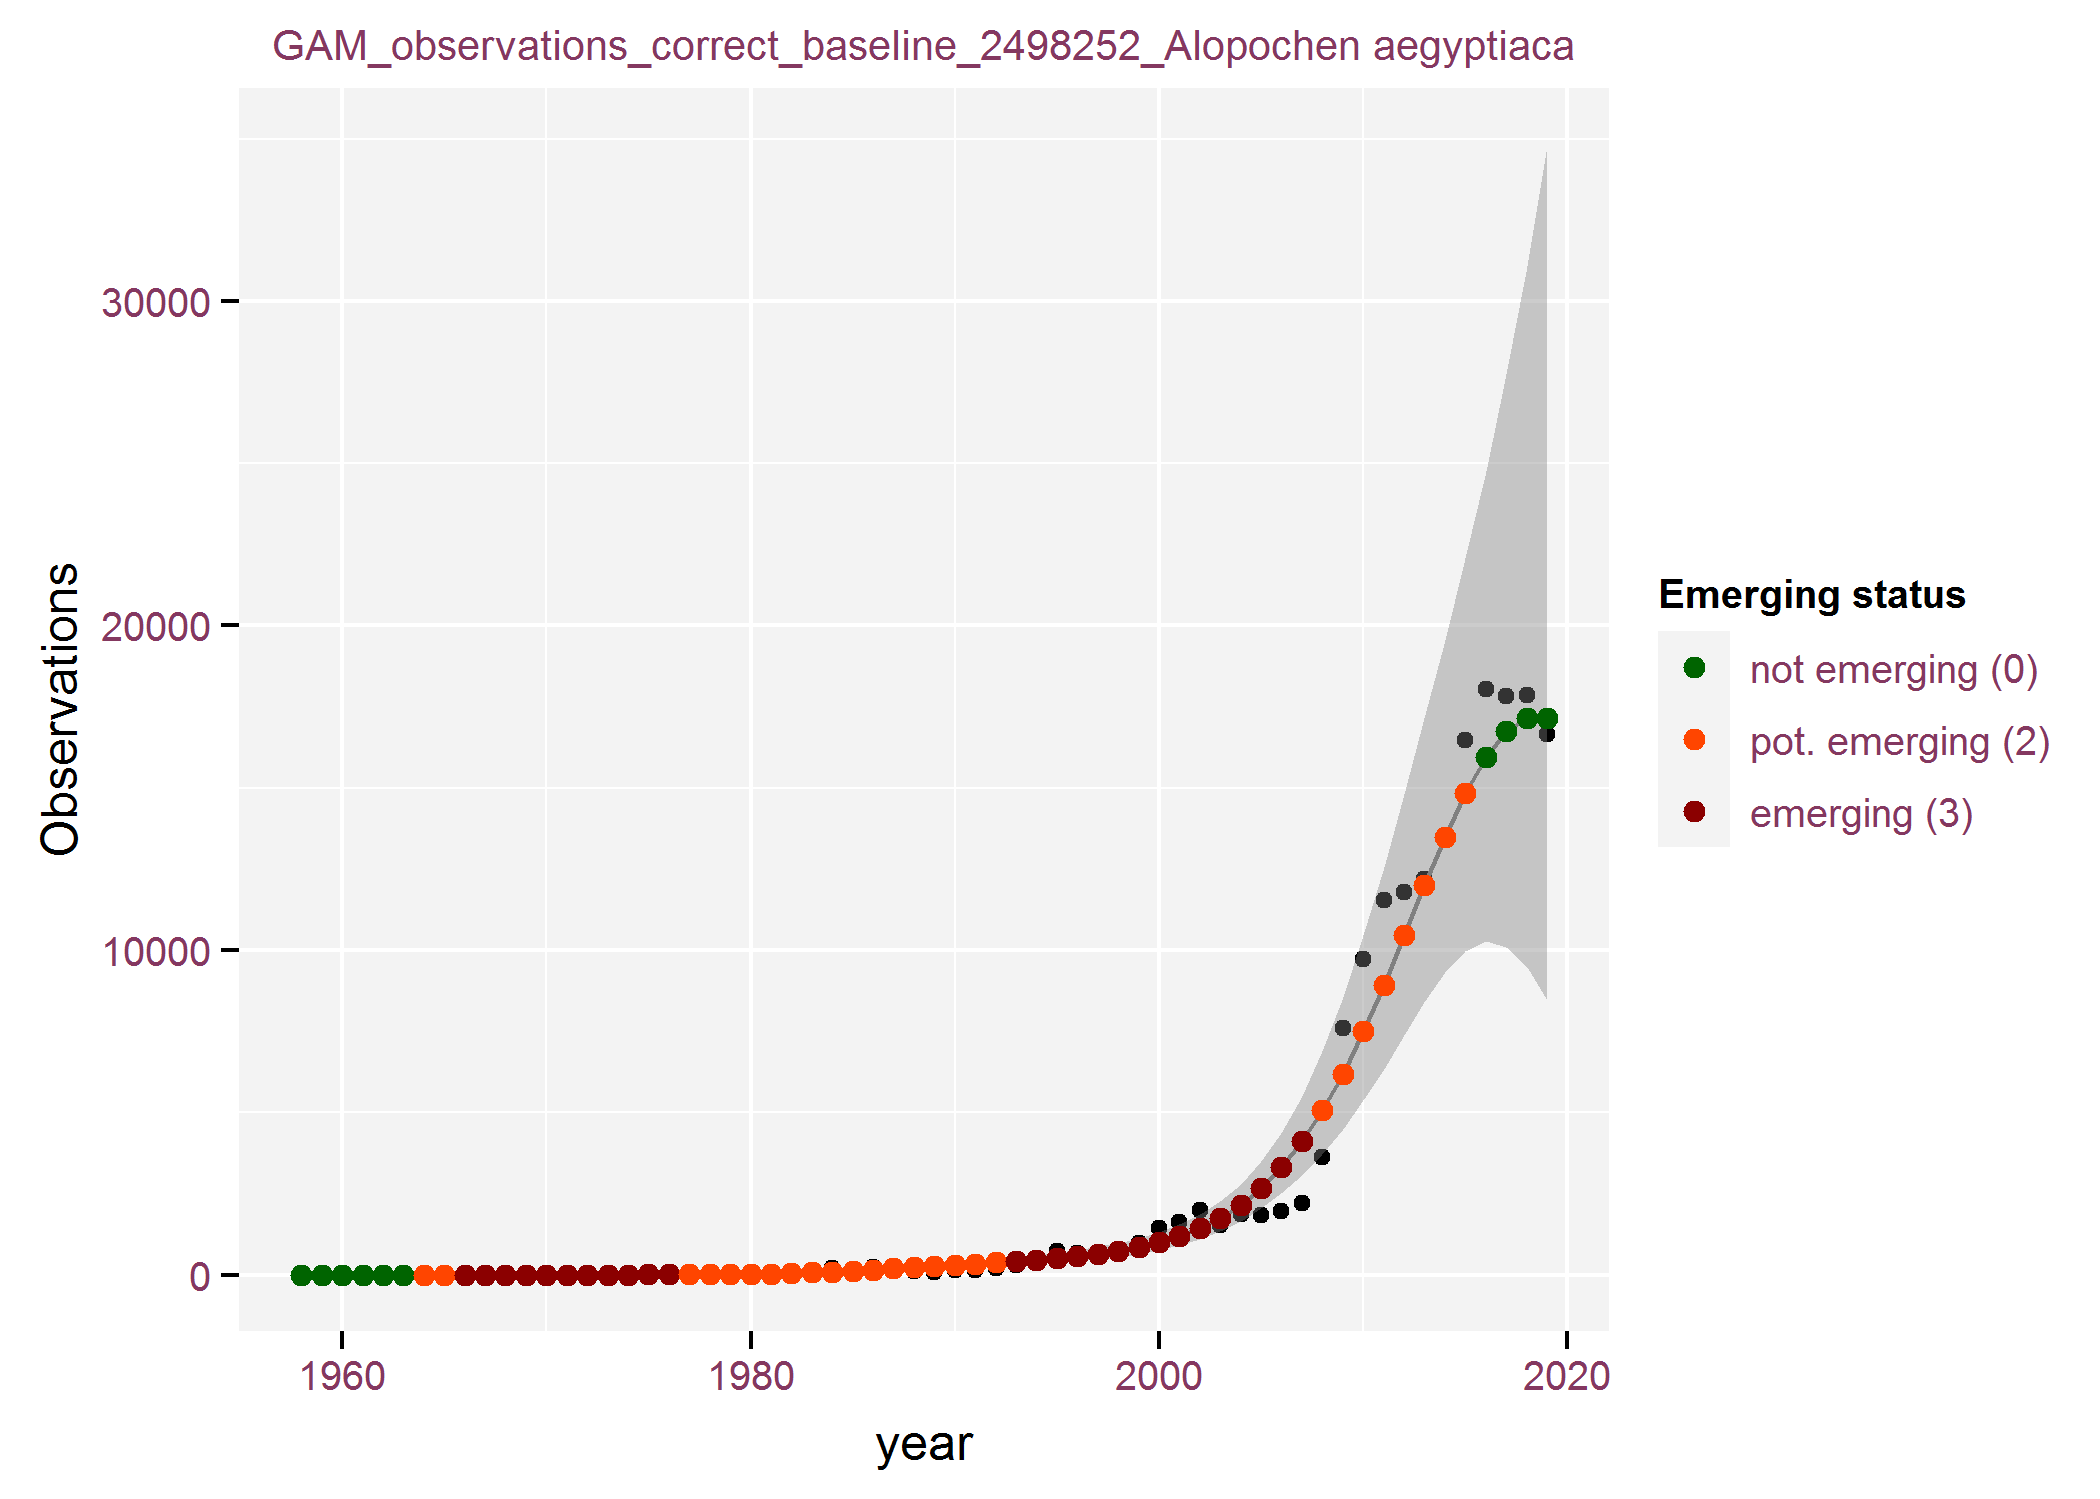 GAM_observations_correct_baseline_2498252_Alopochen aegyptiaca
30000
20000
10000
0
Observations
1960 1980 2000 2020
year
Emerging status
not emerging (0)
pot. emerging (2)
emerging (3)